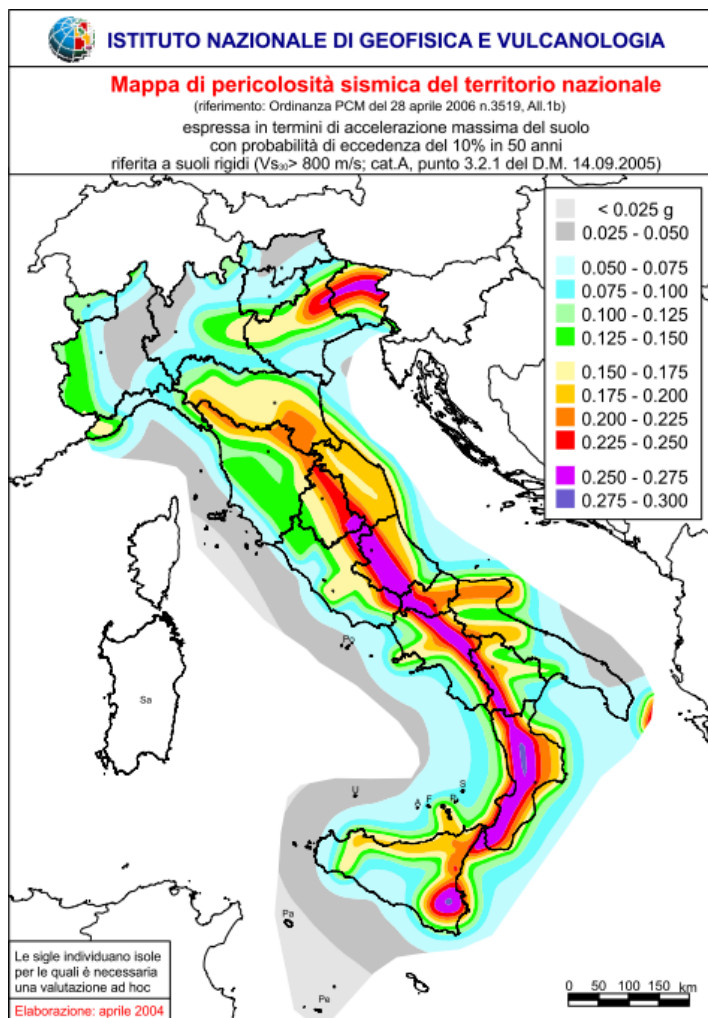 ISTITUTO NAZIONALE DI GEOFISICA E VULCANOLOGIA
Mappa di pericolosità sismica del territorio nazionale
(riferimento: Ordinanza PCM del 28 aprile 2006 n.3519, All.1b)
espressa in termini di accelerazione massima del suolo
con probabilità di eccedenza del 10% in 50 anni
riferita a suoli rigidi (Vs30> 800 m/s; cat.A, punto 3.2.1 del D.M. 14.09.2005)
< 0.025 g
0.025 - 0.050
0.050 - 0.075
0.075 - 0.100
0.100 - 0.125
0.125 - 0.150
0.150 - 0.175
0.175 - 0.200
0.200 - 0.225
0.225 - 0.250
0.250 - 0.275
0.275 - 0.300
Po
Sa
U
A
F
S
Pa
Pe
Le sigle individuano isole
per le quali è necessaria
una valutazione ad hoc
Elaborazione: aprile 2004
0 50 100 150 km